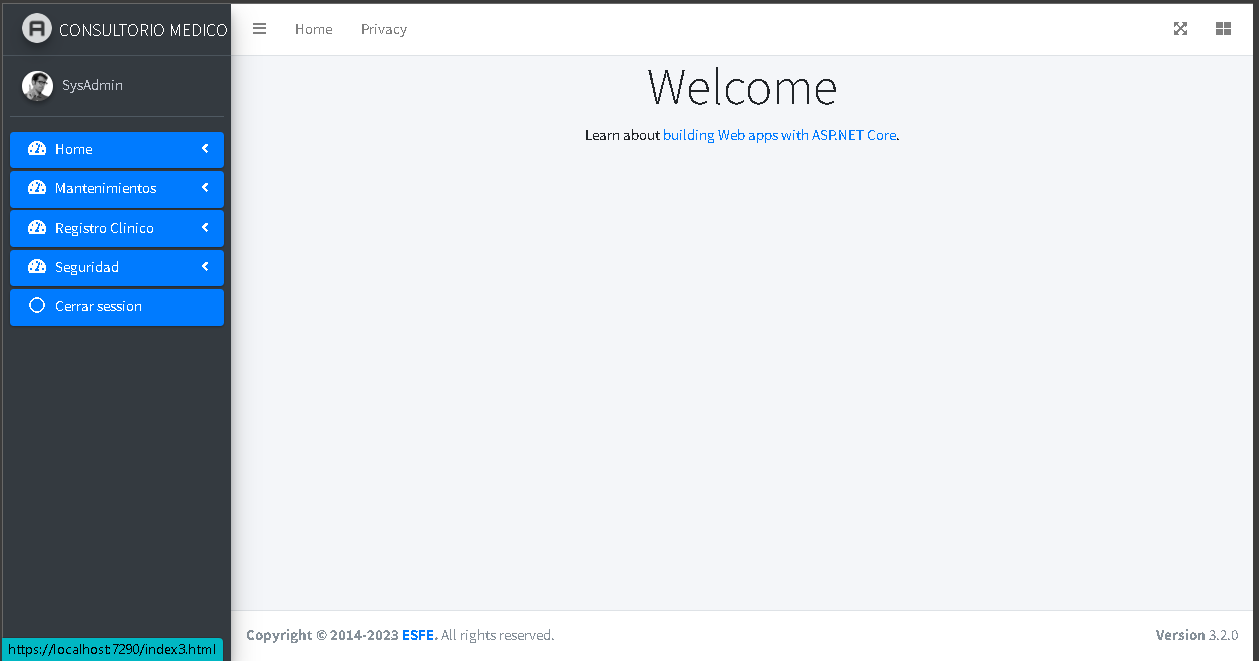 CONSULTORIO MEDICO
Home Privacy
SysAdmin
Home
Mantenimientos
Registro Clinico
Seguridad
Cerrar session
Welcome
Learn about building Web apps with ASP.NET Core.
Copyright © 2014-2023 ESFE. All rights reserved.
Version 3.2.0
https://localhost:7290/index3.html